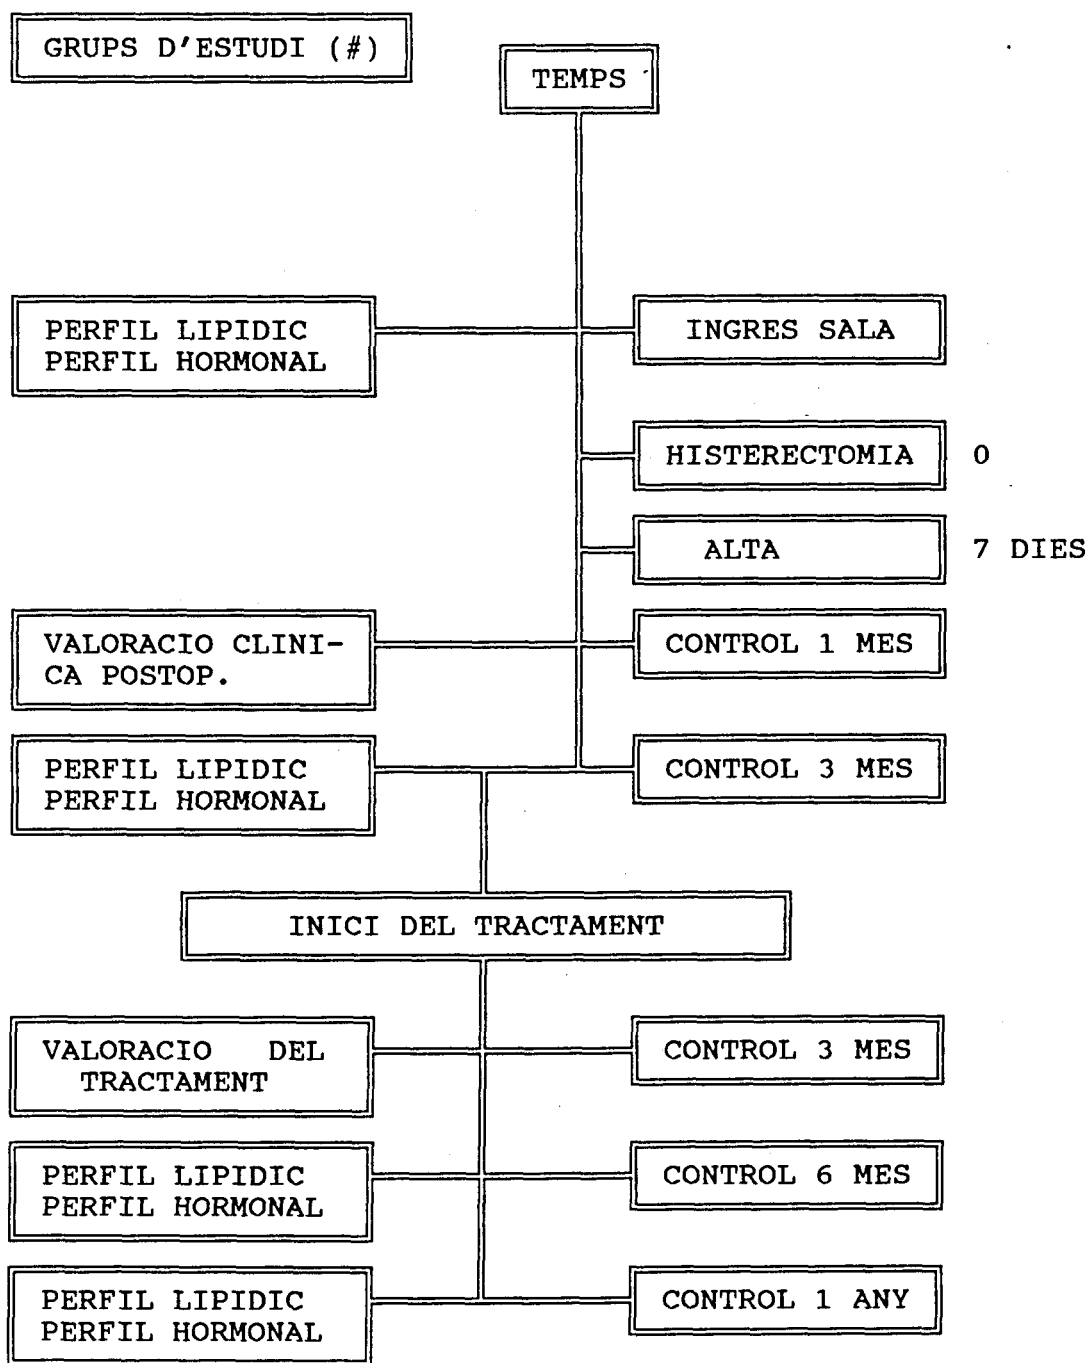 GRUPS D'ESTUDI (#)
TEMPS
PERFIL LIPIDIC
PERFIL HORMONAL
INGRES SALA
HISTERECTOMIA 0
ALTA 7 DIES
VALORACIO CLINI-
CA POSTOP.
CONTROL 1 MES
PERFIL LIPIDIC
PERFIL HORMONAL
CONTROL 3 MES
INICI DEL TRACTAMENT
VALORACIO DEL
TRACTAMENT
CONTROL 3 MES
PERFIL LIPIDIC
PERFIL HORMONAL
CONTROL 6 MES
PERFIL LIPIDIC
PERFIL HORMONAL
CONTROL 1 ANY